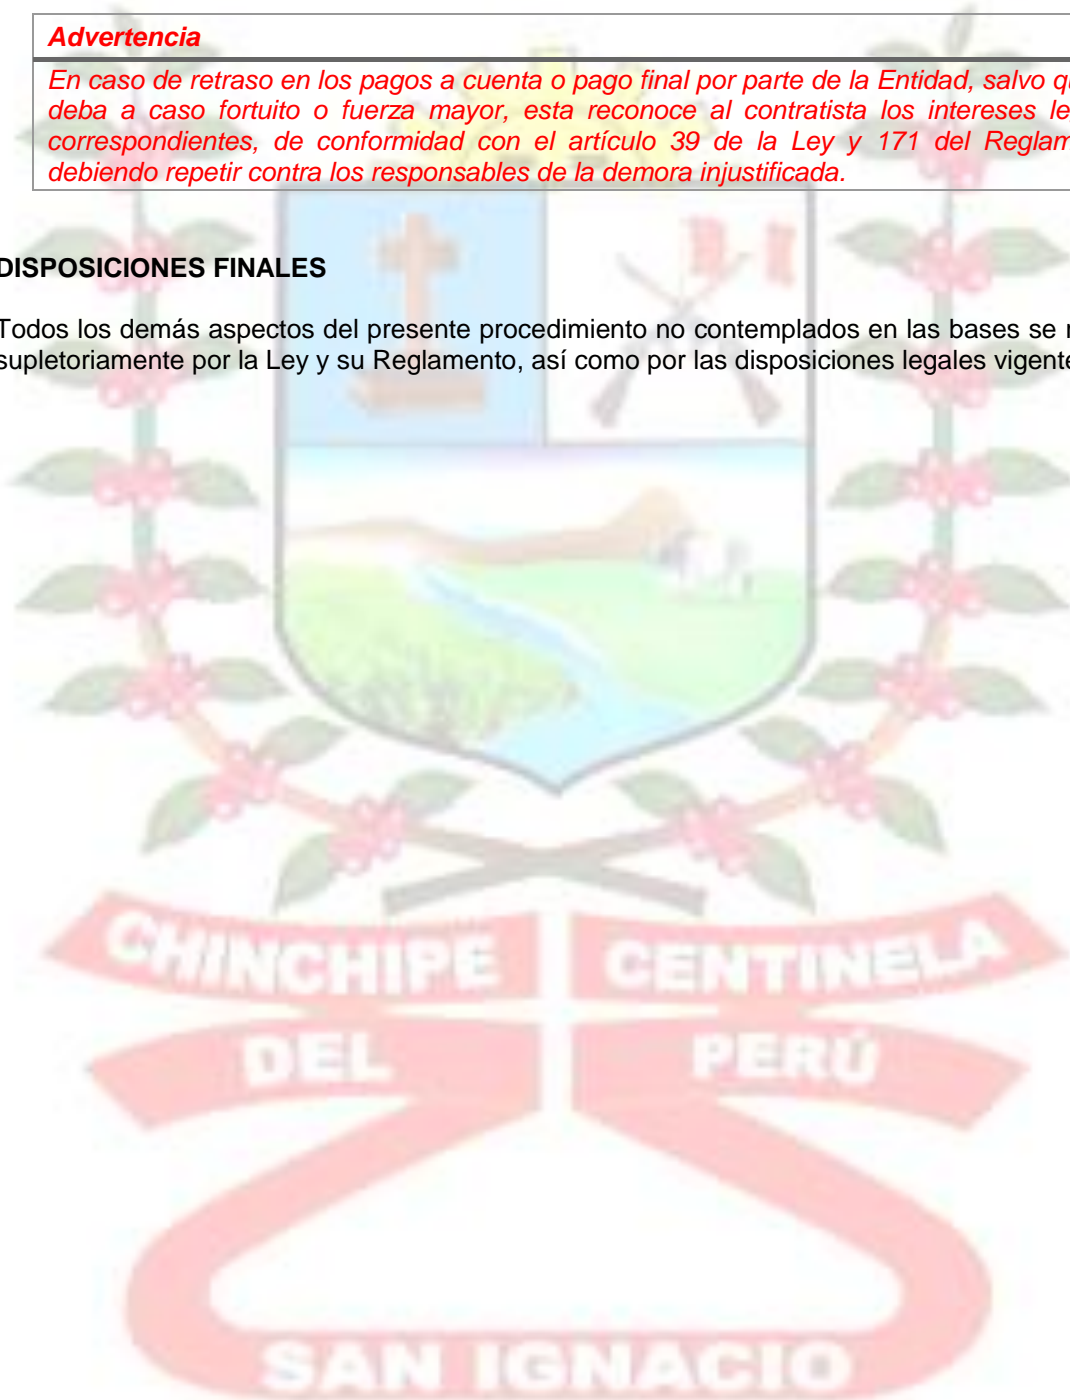 Advertencia
En caso de retraso en los pagos a cuenta o pago final por parte de la Entidad, salvo
deba a caso fortuito o fuerza mayor, esta reconoce al contratista los intereses
correspondientes, de conformidad con el artículo 39 de la Ley y 171 del
debiendo repetir contra los responsables de la demora injustificada.
DISPOSICIONES FINALES
Todos los demás aspectos del presente procedimiento no contemplados en las bases se
supletoriamente por la Ley y su Reglamento, así como por las disposiciones legales
CHINCHIPE CENTINELA
DEL PERÚ
SAN IGNACIO